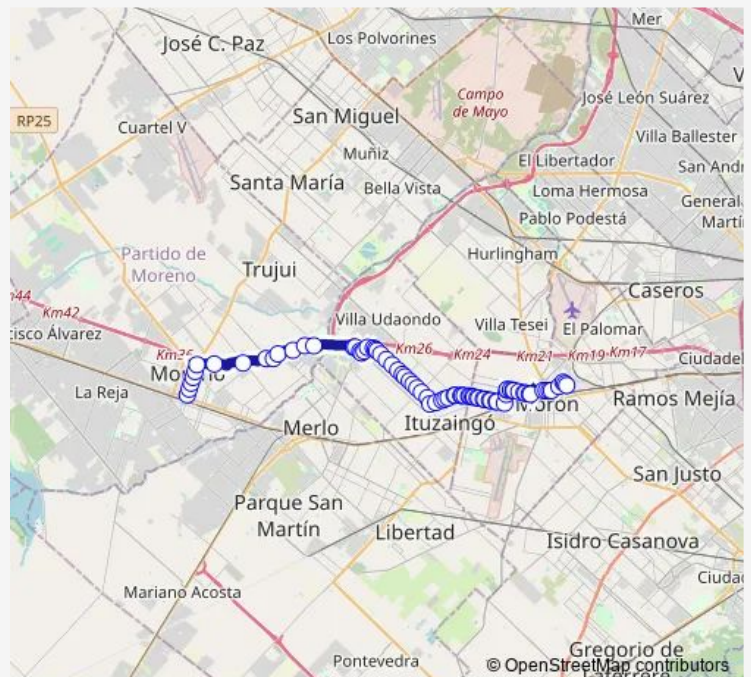 Mer
José C. Paz
Los Polvorines
Campo
de Mayo
José León Suárez
RP25
San Miguel
Cuartel V
Villa Ballester
Muñiz
El Libertador
San Andr
Santa María
Bella Vista
Loma Hermosa
General
Pablo Podestá
Martí
Partido de
Moreno
Hurlingham
Trujui
Caseros
Km42
Villa Udaondo
Villa Tesei
El Palomar
cisco Álvarez
Km26
Km24
Km21
Km19
Km17
Ciudadel
La Reja
Ramos Mejía
Merlo
Ituzaingó
Morón
San Justo
Parque San
Martín
Libertad
Isidro Casanova
Ciudad
Mariano Acosta
Pontevedra
Gregorio de
Laferrere
© OpenStreetMap contributors